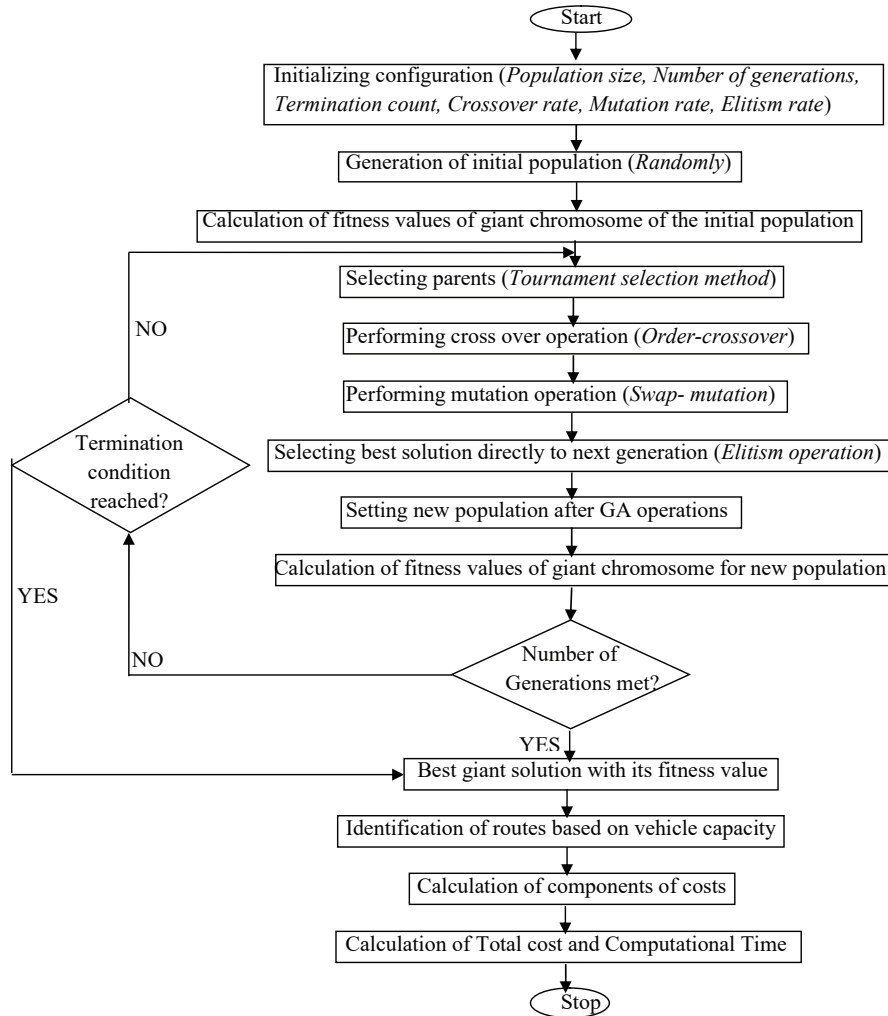 Start
Initializing configuration (Population size, Number of generations,
Termination count, Crossover rate, Mutation rate, Elitism rate)
Generation of initial population (Randomly)
Calculation of fitness values of giant chromosome of the initial population
Selecting parents (Tournament selection method)
NO
Performing cross over operation (Order-crossover)
Performing mutation operation (Swap- mutation)
Termination
condition
reached?
Selecting best solution directly to next generation (Elitism operation)
Setting new population after GA operations
Calculation of fitness values of giant chromosome for new population
YES
Number of
Generations met?
NO
YES
Best giant solution with its fitness value
Identification of routes based on vehicle capacity
Calculation of components of costs
Calculation of Total cost and Computational Time
Stop